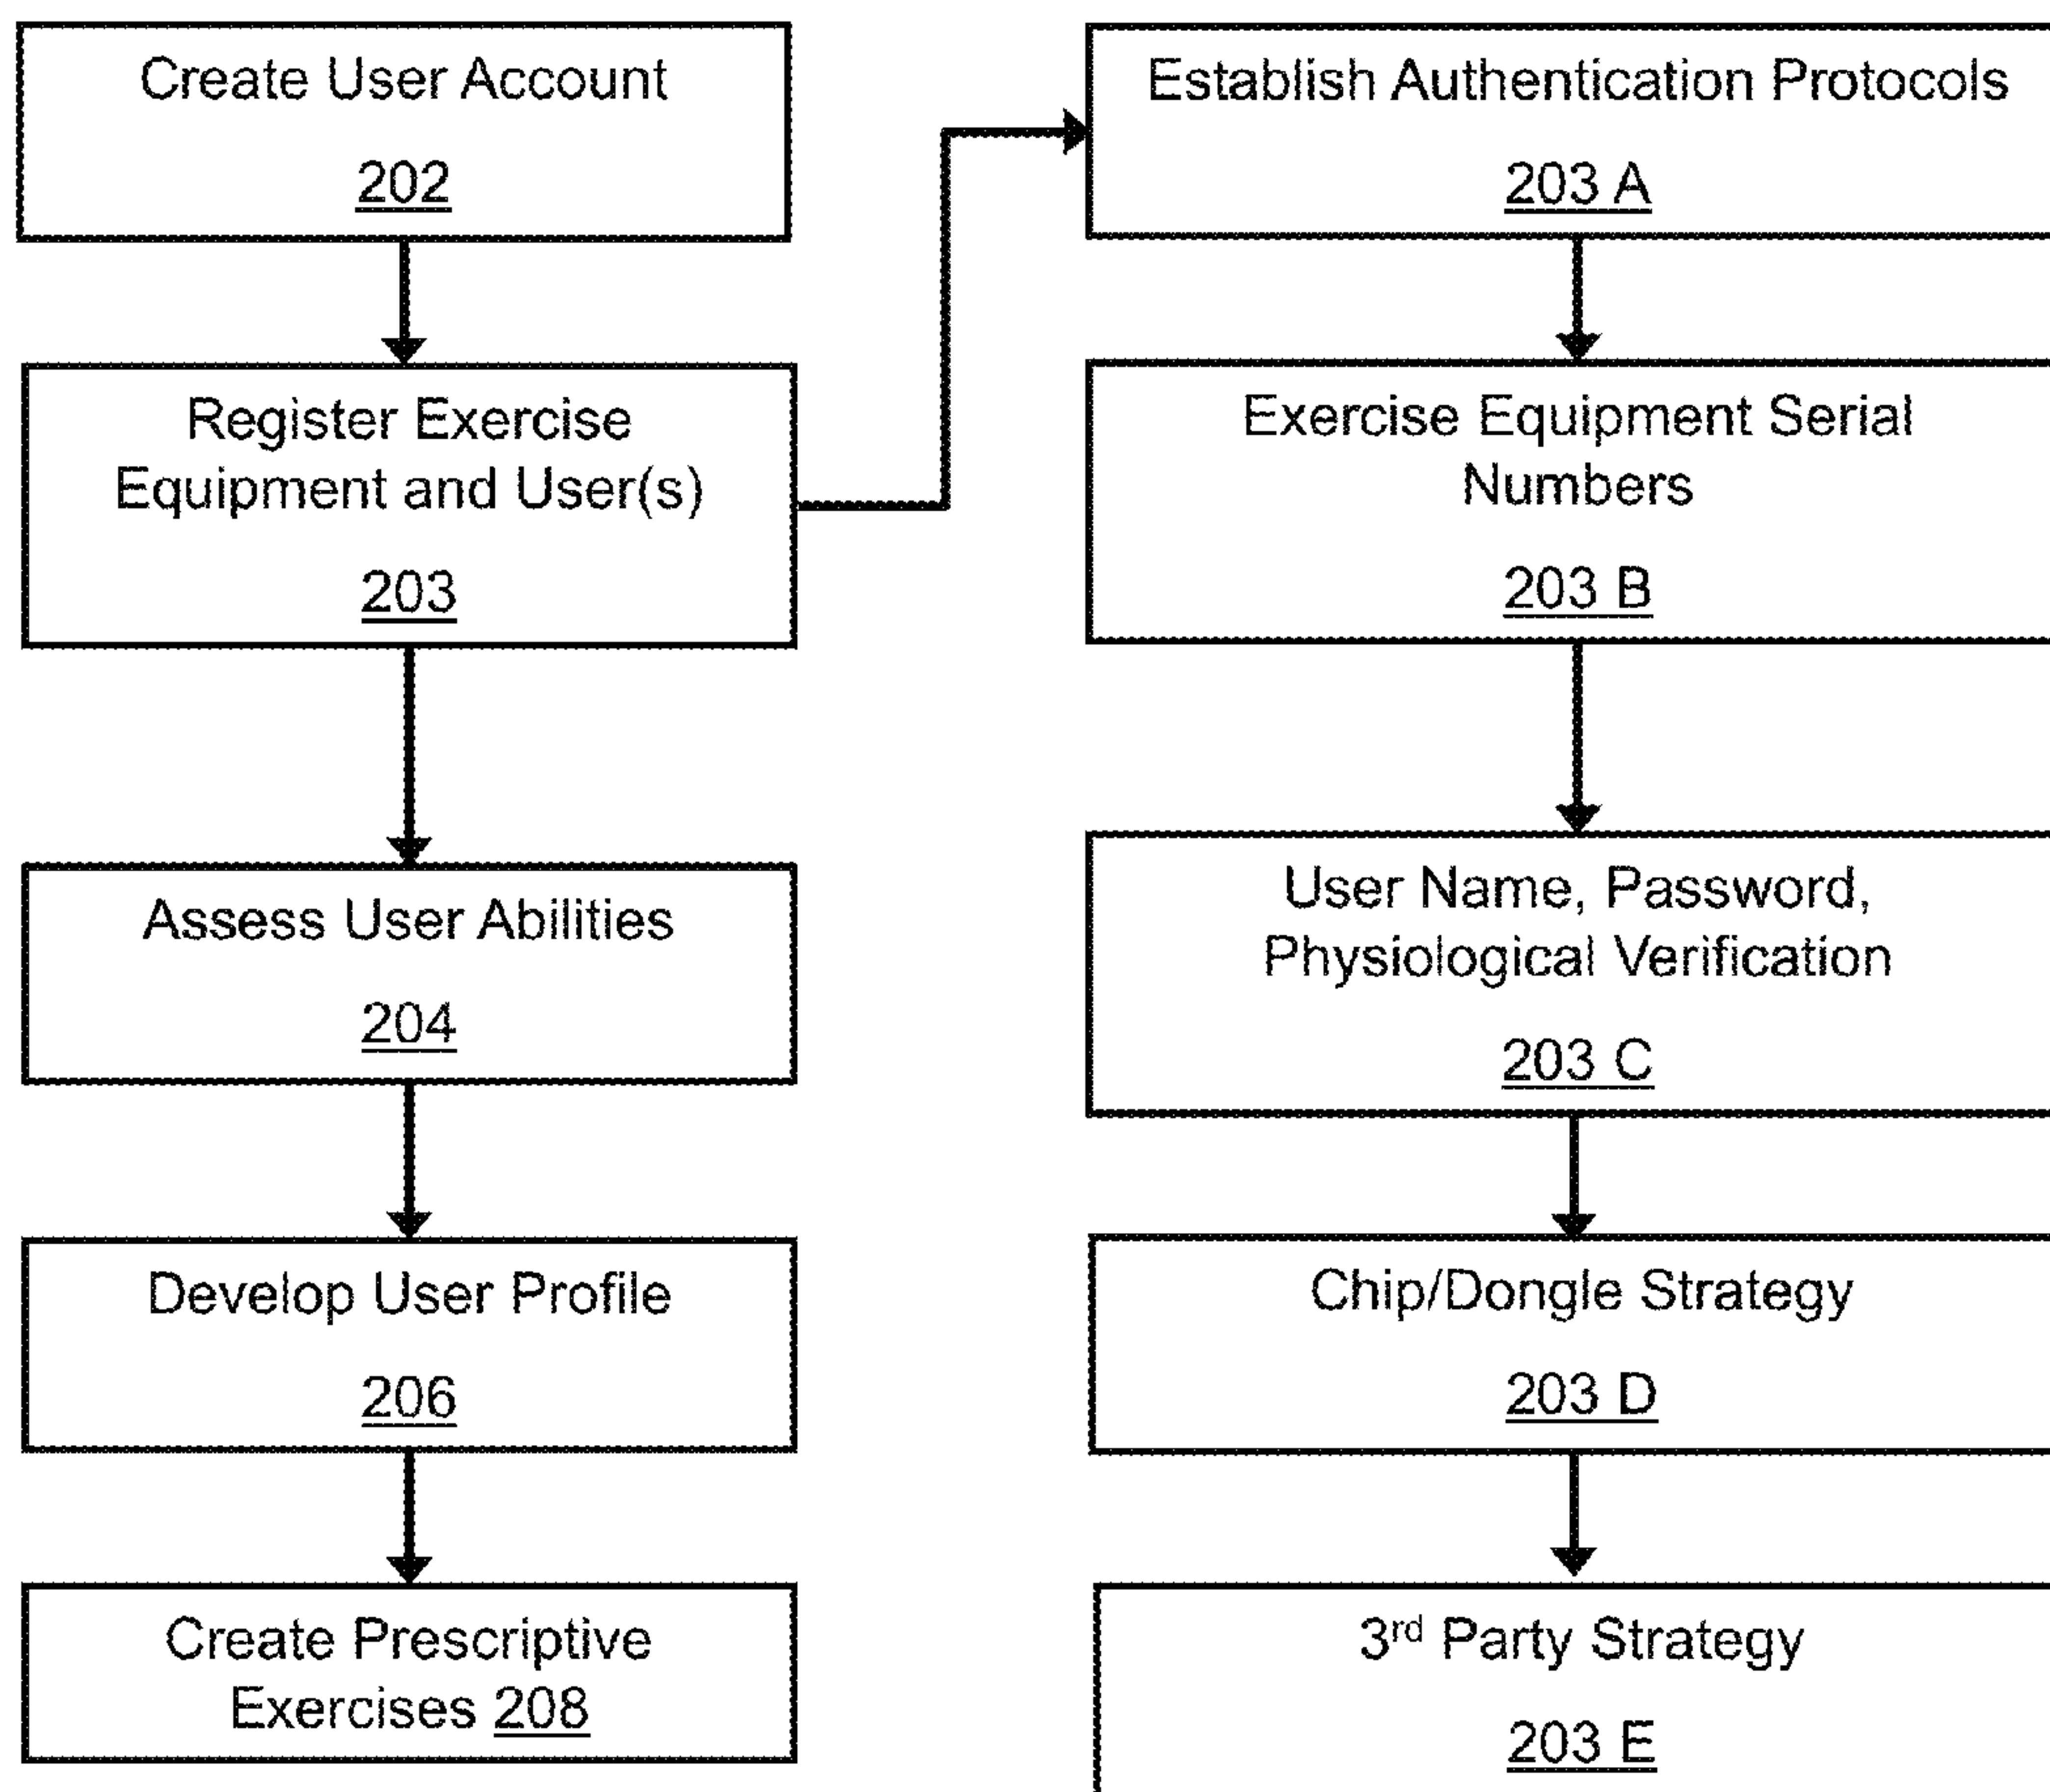 Create User Account
202
Register Exercise
Equipment and User(s)
203
Assess User Abilities
204
Develop User Profile
206
Create Prescriptive
Exercises 208
Establish Authentication Protocols
203 A
Exercise Equipment Serial
Numbers
203 B
User Name, Password,
Physiological Verification
203 C
Chip/Dongle Strategy
203 D
3rd Party Strategy
203 E